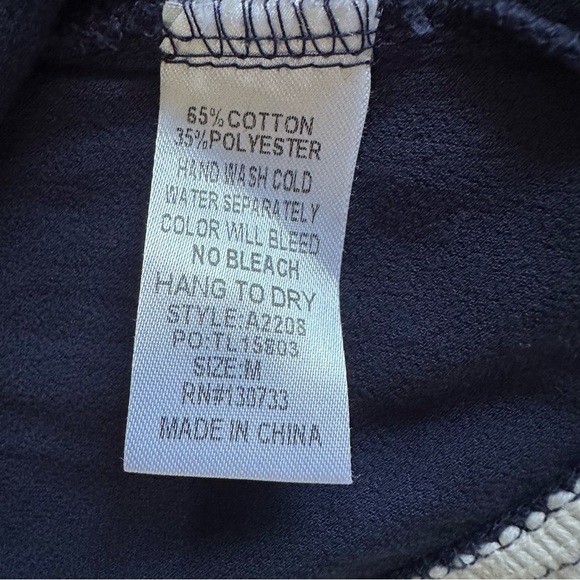 65%COTTON
35%POLYESTER
HAND WASH COLD
WATER SEPARATELY
COLOR WILL BLEED
NO BLEACH
HANG TO DRY
STYLE:A2208
PO:TL15803
SIZE:M
RN#130733
MADE IN CHINA